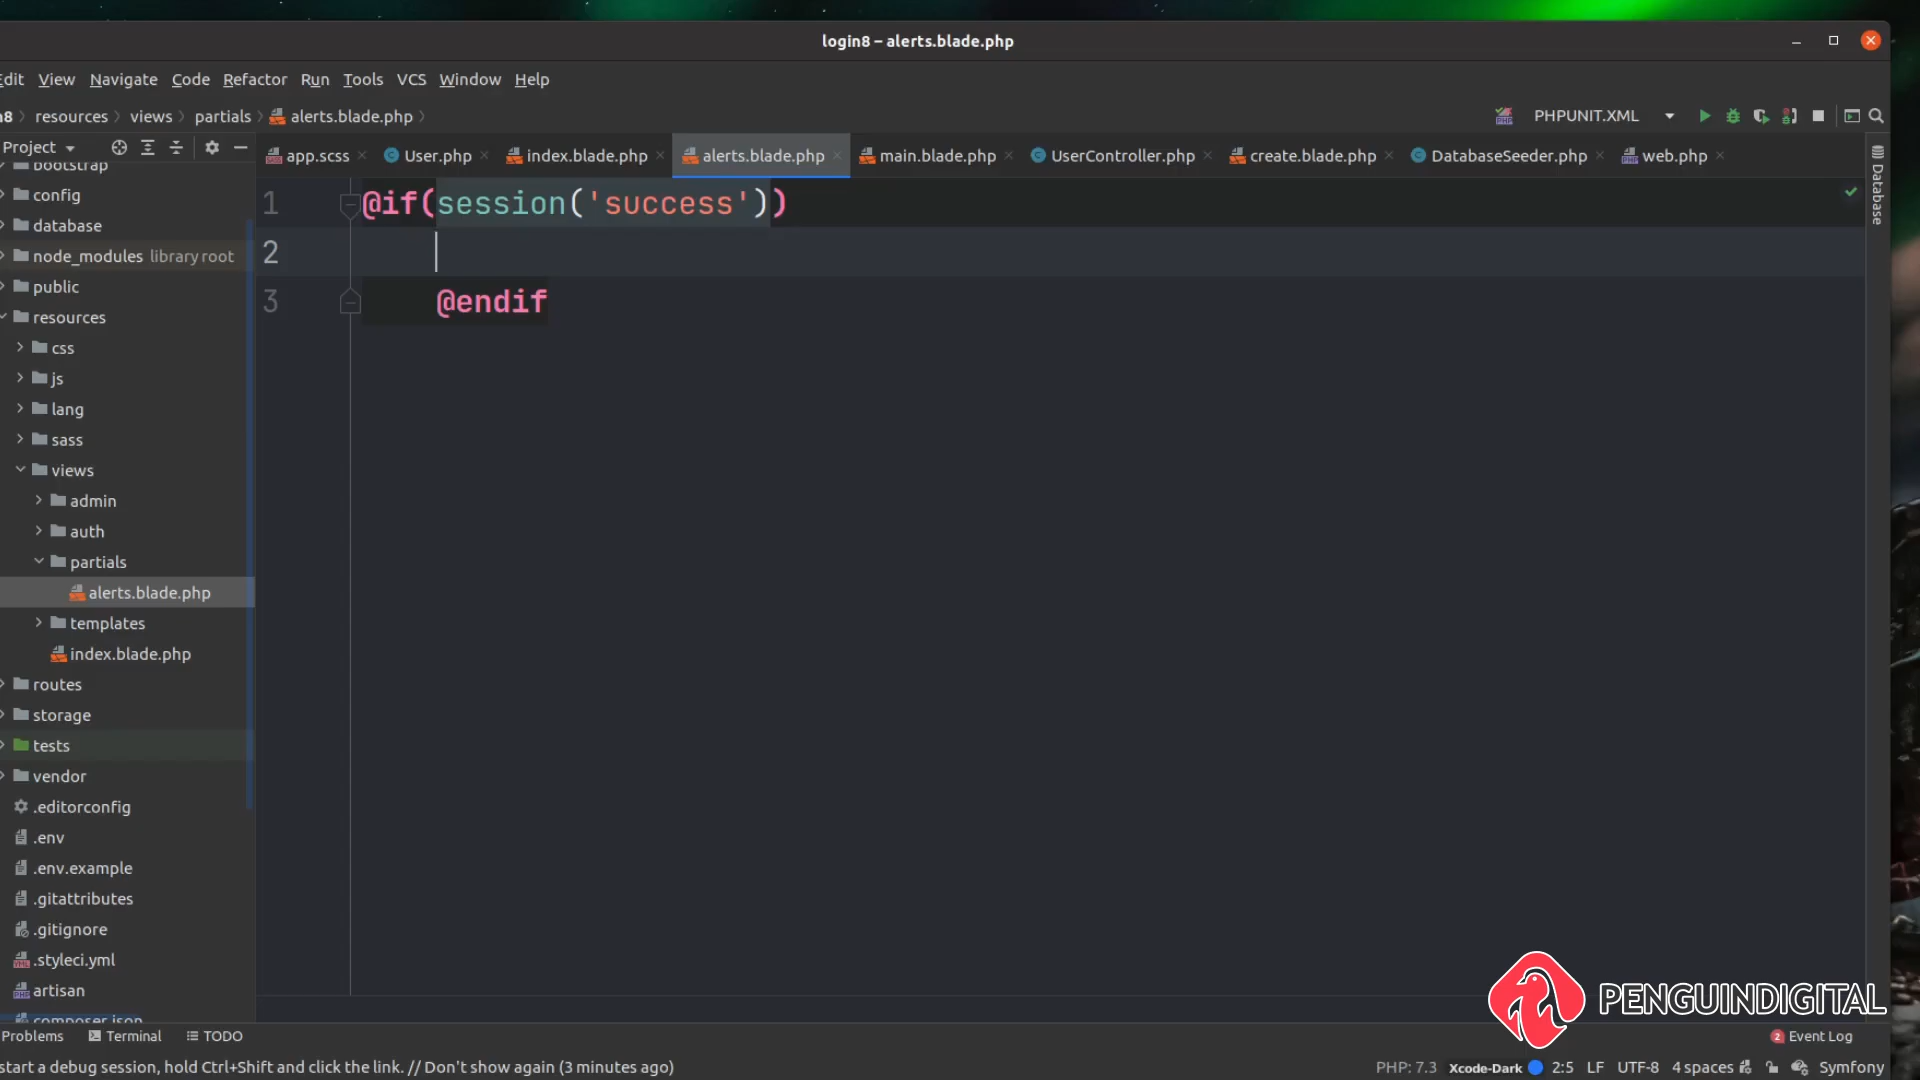 login8 – alerts.blade.php
Edit View Navigate Code Refactor Run Tools VCS Window Help
n8 resources views partials alerts.blade.php
PHPUNIT.XML
Project
app.scss User.php index.blade.php alerts.blade.php main.blade.php UserController.php create.blade.php DatabaseSeeder.php web.php
Database
1 @if(session('success'))
2
3 @endif
bootstrap
config
database
node_modules library root
public
resources
css
js
lang
sass
views
admin
auth
partials
alerts.blade.php
templates
index.blade.php
routes
storage
tests
vendor
.editorconfig
.env
.env.example
.gitattributes
.gitignore
.styleci.yml
artisan
composer.json
PENGUINDIGITAL
Problems Terminal TODO
2 Event Log
start a debug session, hold Ctrl+Shift and click the link. // Don't show again (3 minutes ago)
PHP: 7.3 Xcode-Dark 2:5 LF UTF-8 4 spaces Symfony